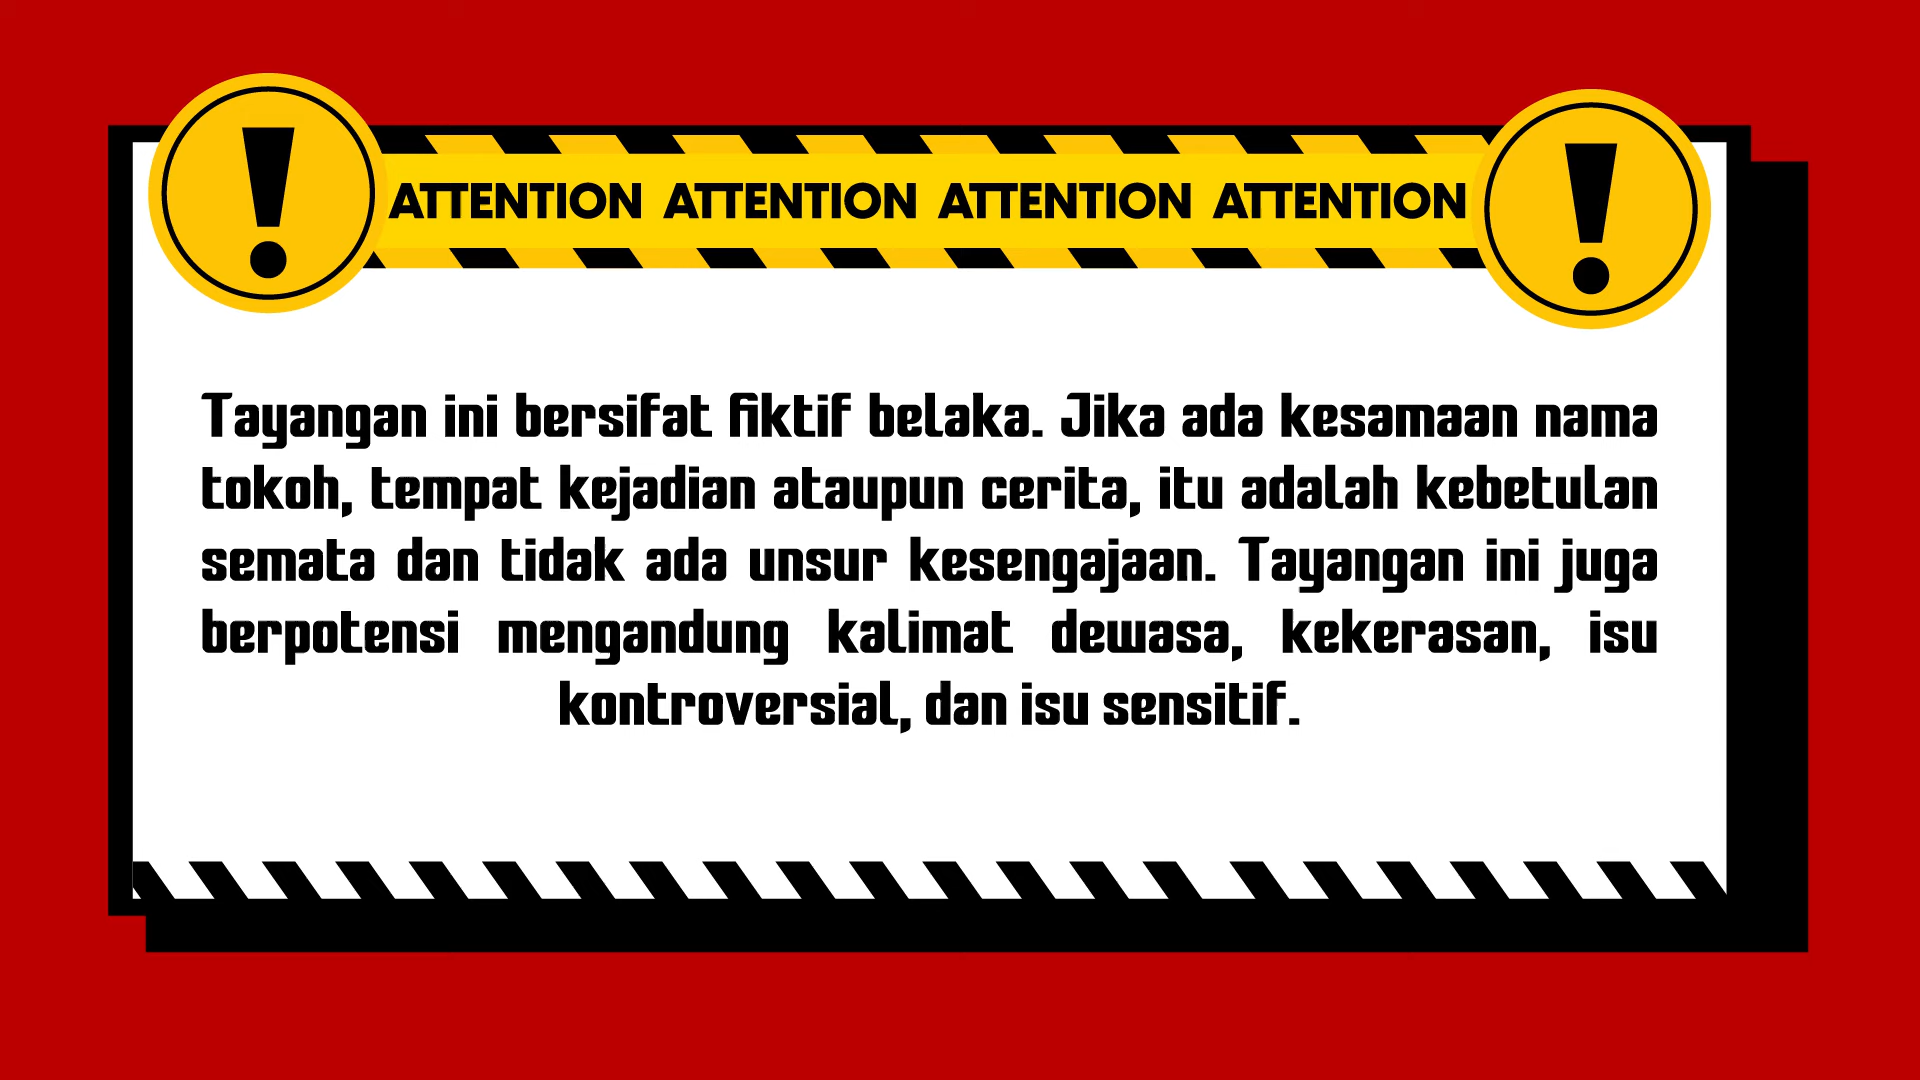 ATTENTION ATTENTION ATTENTION ATTENTION
Tayangan ini bersifat fiktif belaka. Jika ada kesamaan nama
tokoh, tempat kejadian ataupun cerita, itu adalah kebetulan
semata dan tidak ada unsur kesengajaan. Tayangan ini juga
berpotensi mengandung kalimat dewasa, kekerasan, isu
kontroversial, dan isu sensitif.